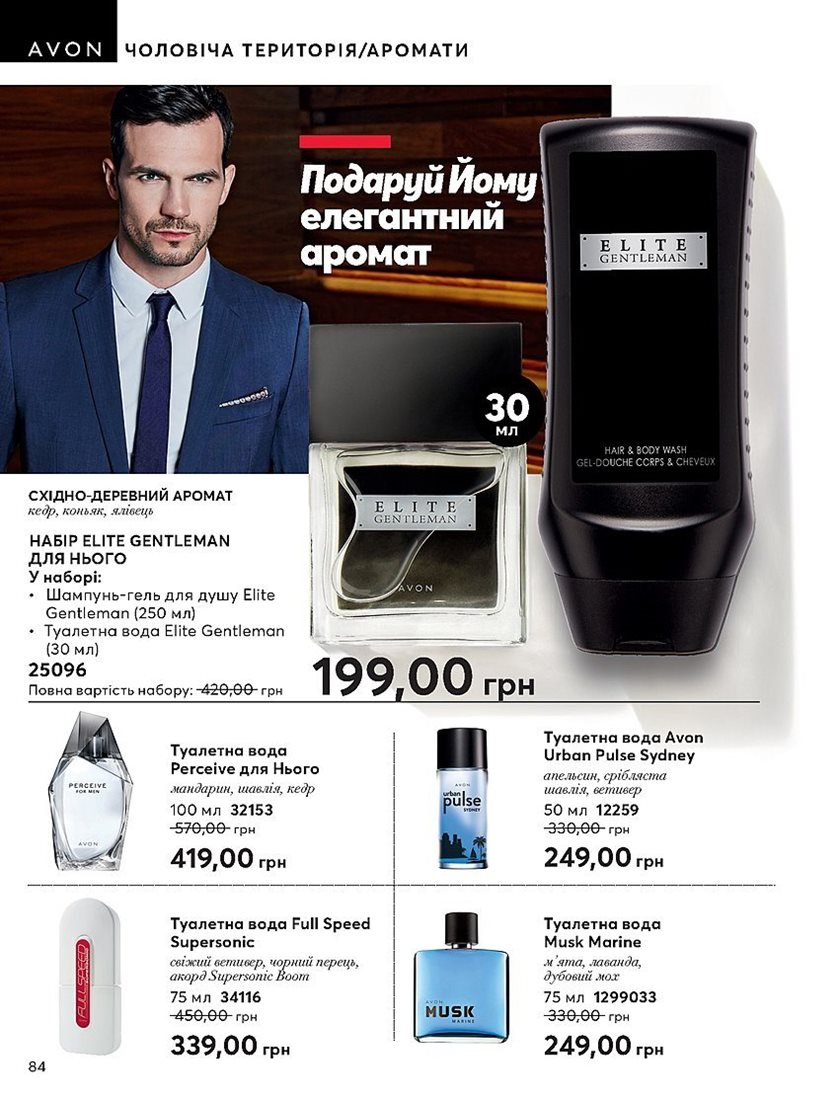 AVON ЧОЛОВІЧА ТЕРИТОРІЯ/АРОМАТИ
Подаруй Йому
елегантний
аромат
ELITE
GENTLEMAN
HAIR & BODY WASH
GEL-DOUCHE CORPS & CHEVEUX
30
МЛ
ELITE
GENTLEMAN
AVON
СХІДНО-ДЕРЕВНИЙ АРОМАТ
кедр, коньяк, ялівець
НАБІР ELITE GENTLEMAN
ДЛЯ НЬОГО
У наборі:
• Шампунь-гель для душу Elite
Gentleman (250 мл)
• Туалетна вода Elite Gentleman
(30 мл)
25096
Повна вартість набору: 420,00 грн
199,00 грн
PERCEIVE
FOR MEN
AVON
Туалетна вода
Perceive для Нього
мандарин, шавлія, кедр
100 мл 32153
570,00 грн
419,00 грн
AVON
urban
pulse
SYDNEY
Туалетна вода Avon
Urban Pulse Sydney
апельсин, срібляста
шавлія, ветивер
50 мл 12259
330,00 грн
249,00 грн
FULL SPEED
Туалетна вода Full Speed
Supersonic
свіжий ветивер, чорний перець,
акорд Supersonic Boom
75 мл 34116
450,00 грн
339,00 грн
AVON
MUSK
MARINE
Туалетна вода
Musk Marine
м'ята, лаванда,
дубовий мох
75 мл 1299033
330,00 грн
249,00 грн
84